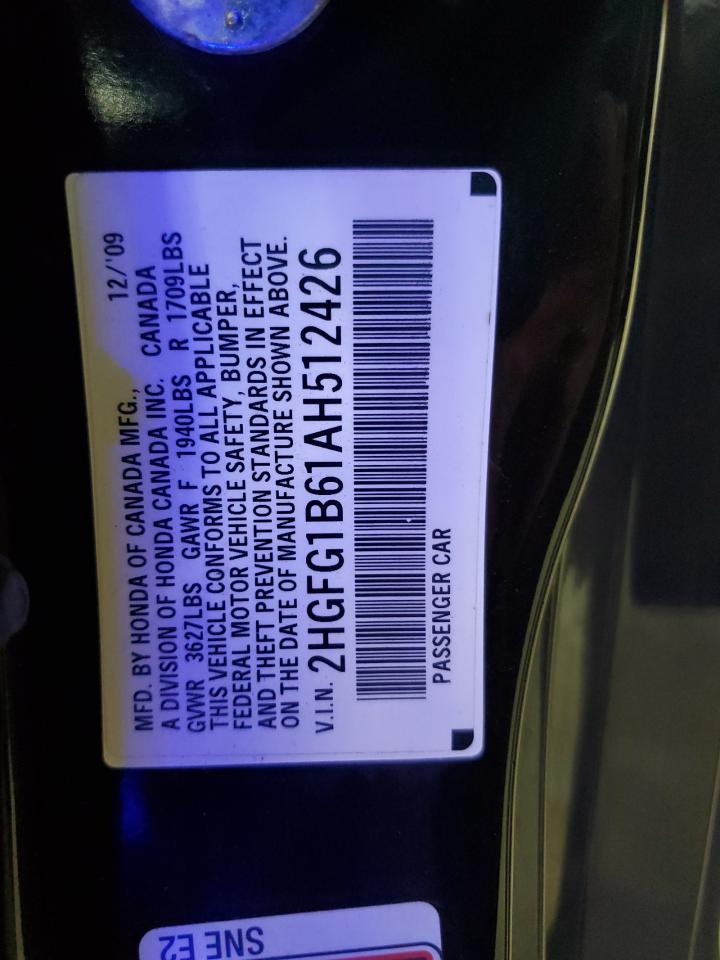 MFD. BY HONDA OF CANADA MFG., 12/'09
A DIVISION OF HONDA CANADA INC. CANADA
GVWR 3627LBS GAWR F 1940LBS R 1709LBS
THIS VEHICLE CONFORMS TO ALL APPLICABLE
FEDERAL MOTOR VEHICLE SAFETY, BUMPER,
AND THEFT PREVENTION STANDARDS IN EFFECT
ON THE DATE OF MANUFACTURE SHOWN ABOVE.
V.I.N. 2HGFG1B61AH512426
PASSENGER CAR
SNE E2